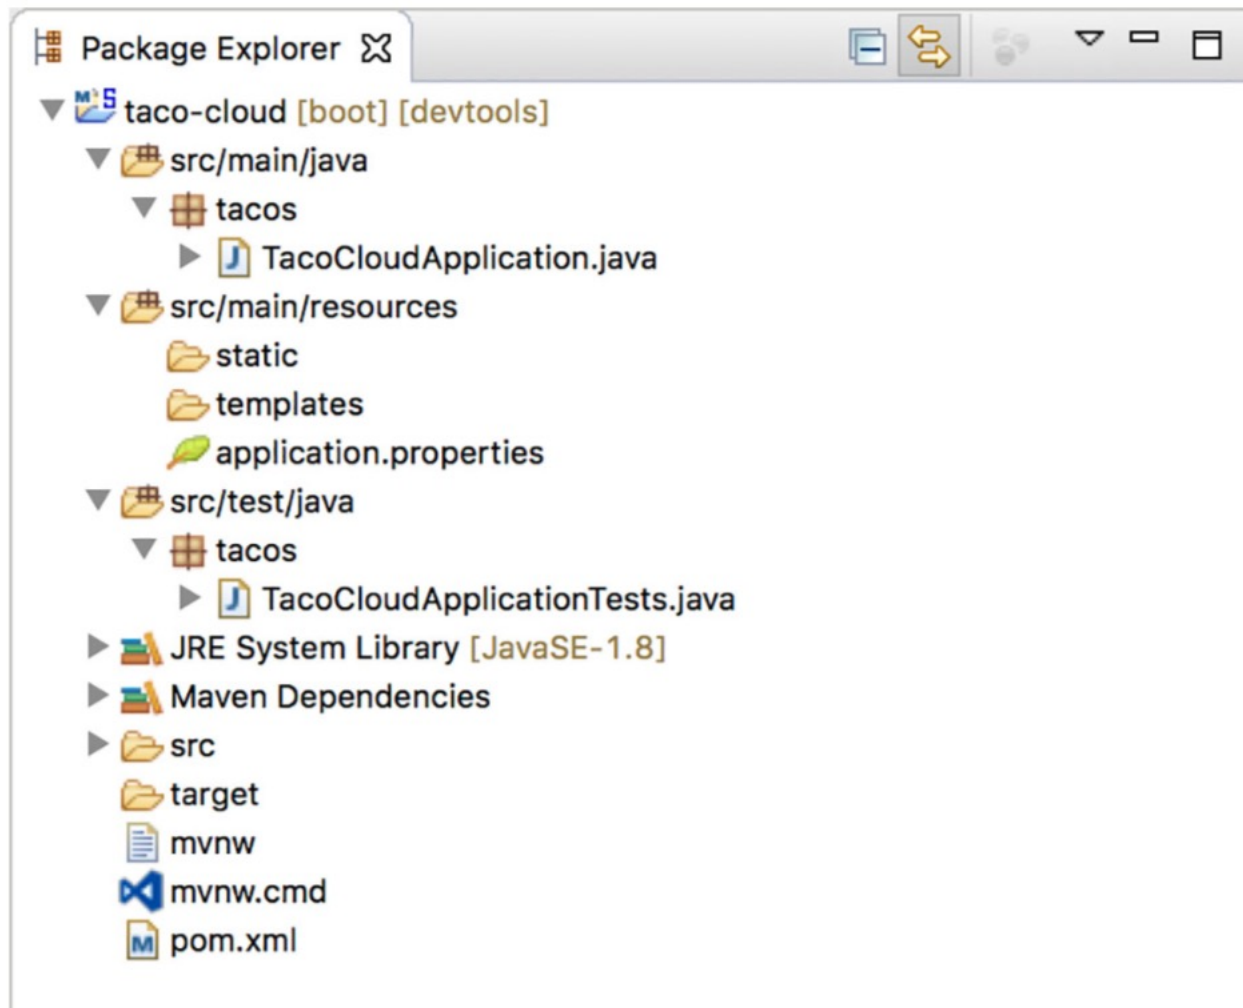 Package Explorer
taco-cloud [boot] [devtools]
src/main/java
tacos
TacoCloudApplication.java
src/main/resources
static
templates
application.properties
src/test/java
tacos
TacoCloudApplicationTests.java
JRE System Library [JavaSE-1.8]
Maven Dependencies
src
target
mvnw
mvnw.cmd
pom.xml